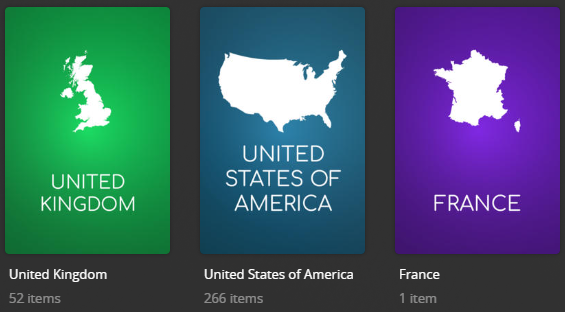 UNITED
KINGDOM
UNITED
STATES OF
AMERICA
FRANCE
United Kingdom
52 items
United States of America
266 items
France
1 item